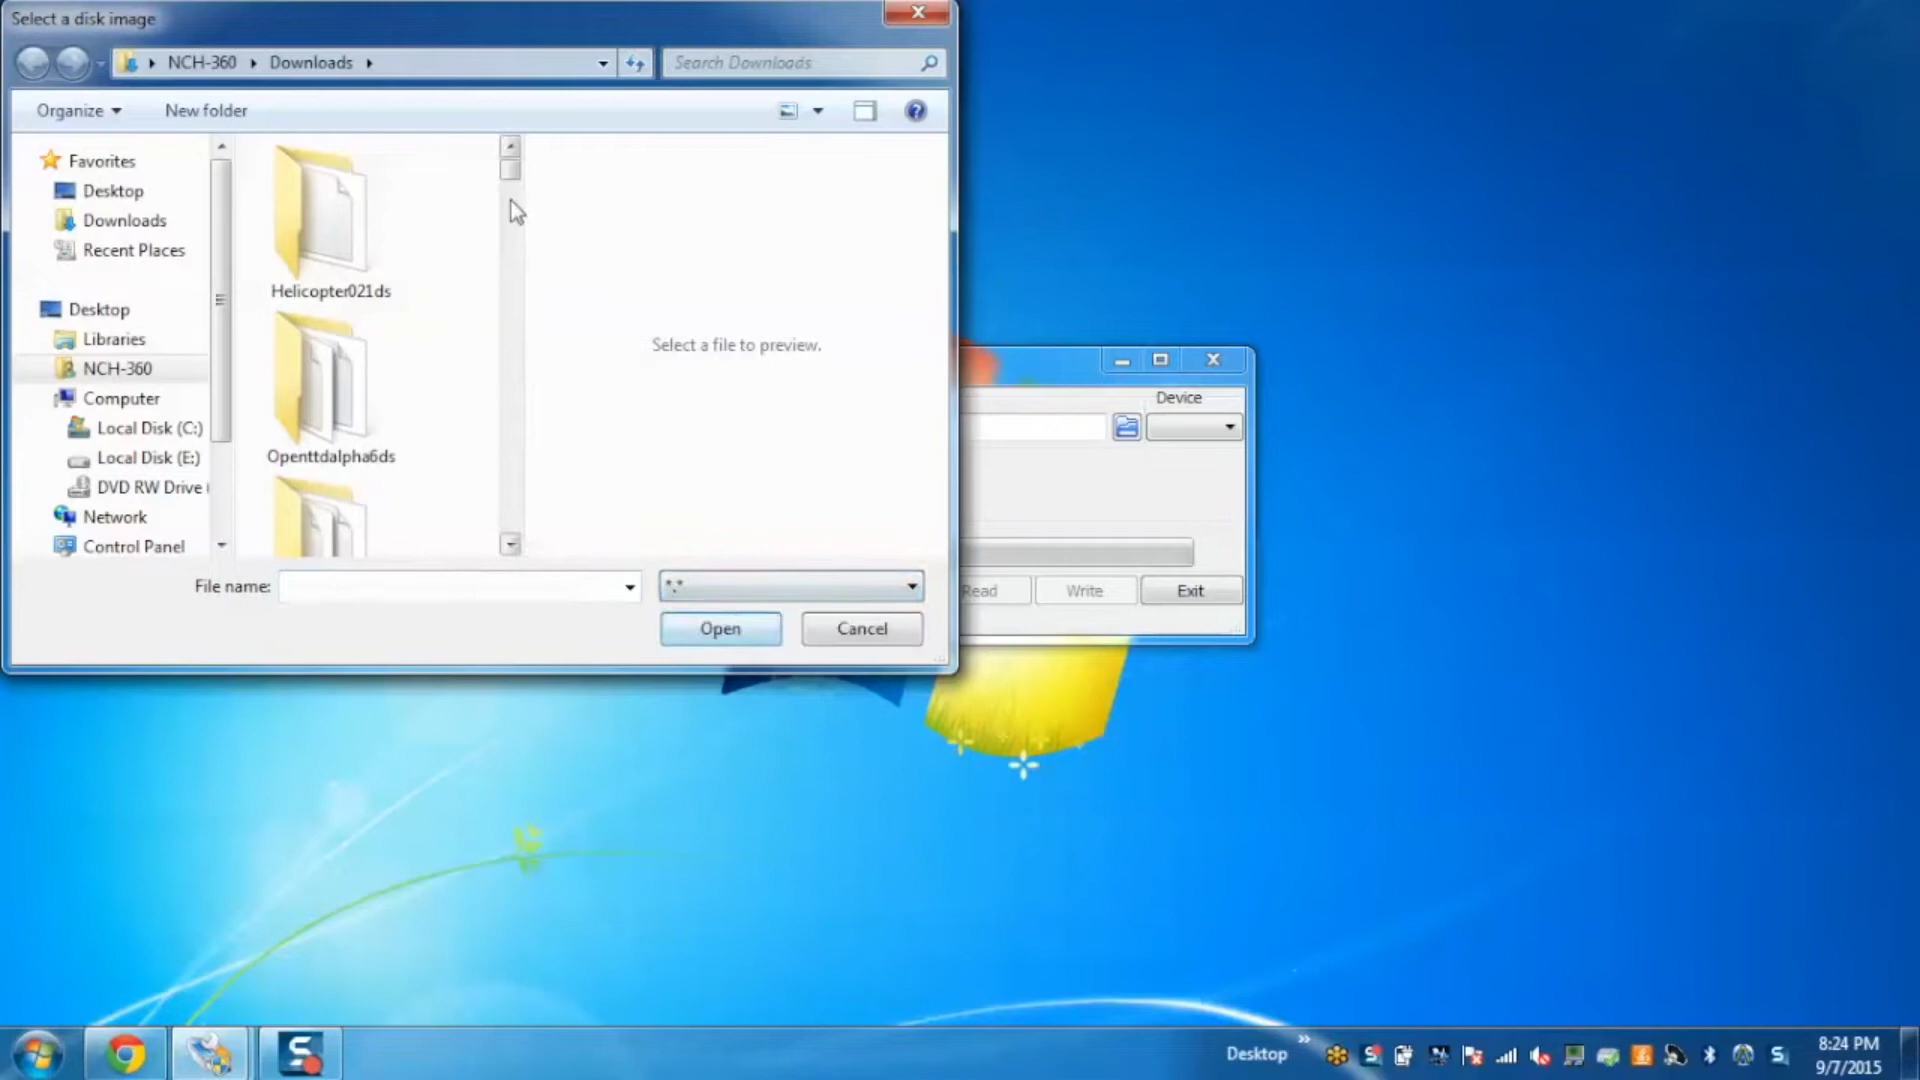 Select a disk image
NCH-360 Downloads
Search Downloads
Organize
New folder
Favorites
Desktop
Downloads
Recent Places
Desktop
Libraries
NCH-360
Computer
Local Disk (C:)
Local Disk (E:)
DVD RW Drive
Network
Control Panel
Helicopter021ds
Openttdalpha6ds
Select a file to preview.
File name:
*.*
Open
Cancel
Device
Read
Write
Exit
Desktop
8:24 PM
9/7/2015